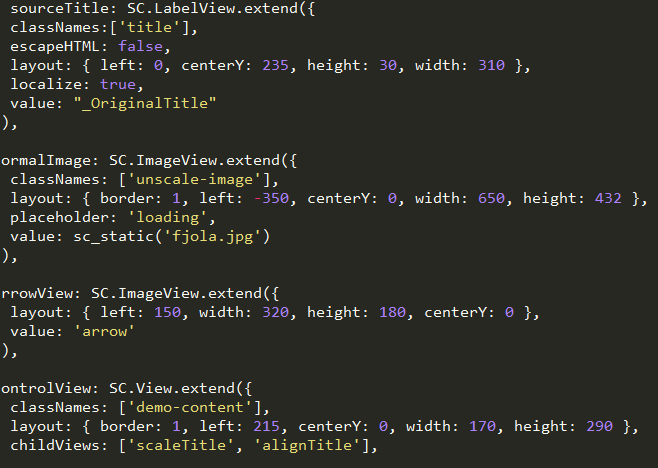 sourceTitle: SC.LabelView.extend({
classNames:['title'],
escapeHTML: false,
layout: { left: 0, centerY: 235, height: 30, width: 310 },
localize: true,
value: "_OriginalTitle"
),
ormalImage: SC.ImageView.extend({
classNames: ['unscale-image'],
layout: { border: 1, left: -350, centerY: 0, width: 650, height: 432 },
placeholder: 'loading',
value: sc_static('fjola.jpg')
),
rrowView: SC.ImageView.extend({
layout: { left: 150, width: 320, height: 180, centerY: 0 },
value: 'arrow'
),
ontrolView: SC.View.extend({
classNames: ['demo-content'],
layout: { border: 1, left: 215, centerY: 0, width: 170, height: 290 },
childViews: ['scaleTitle', 'alignTitle'],